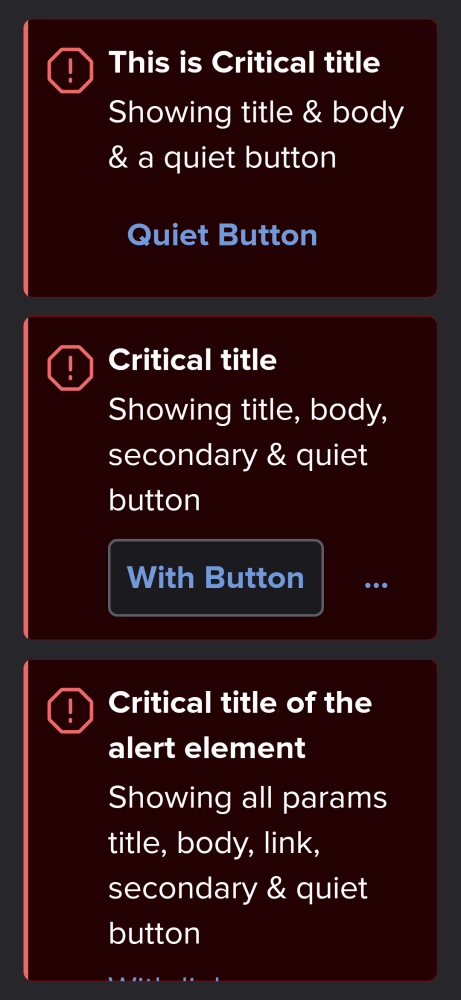 This is Critical title
Showing title & body
& a quiet button
Quiet Button
Critical title
Showing title, body,
secondary & quiet
button
With Button
...
Critical title of the
alert element
Showing all params
title, body, link,
secondary & quiet
button